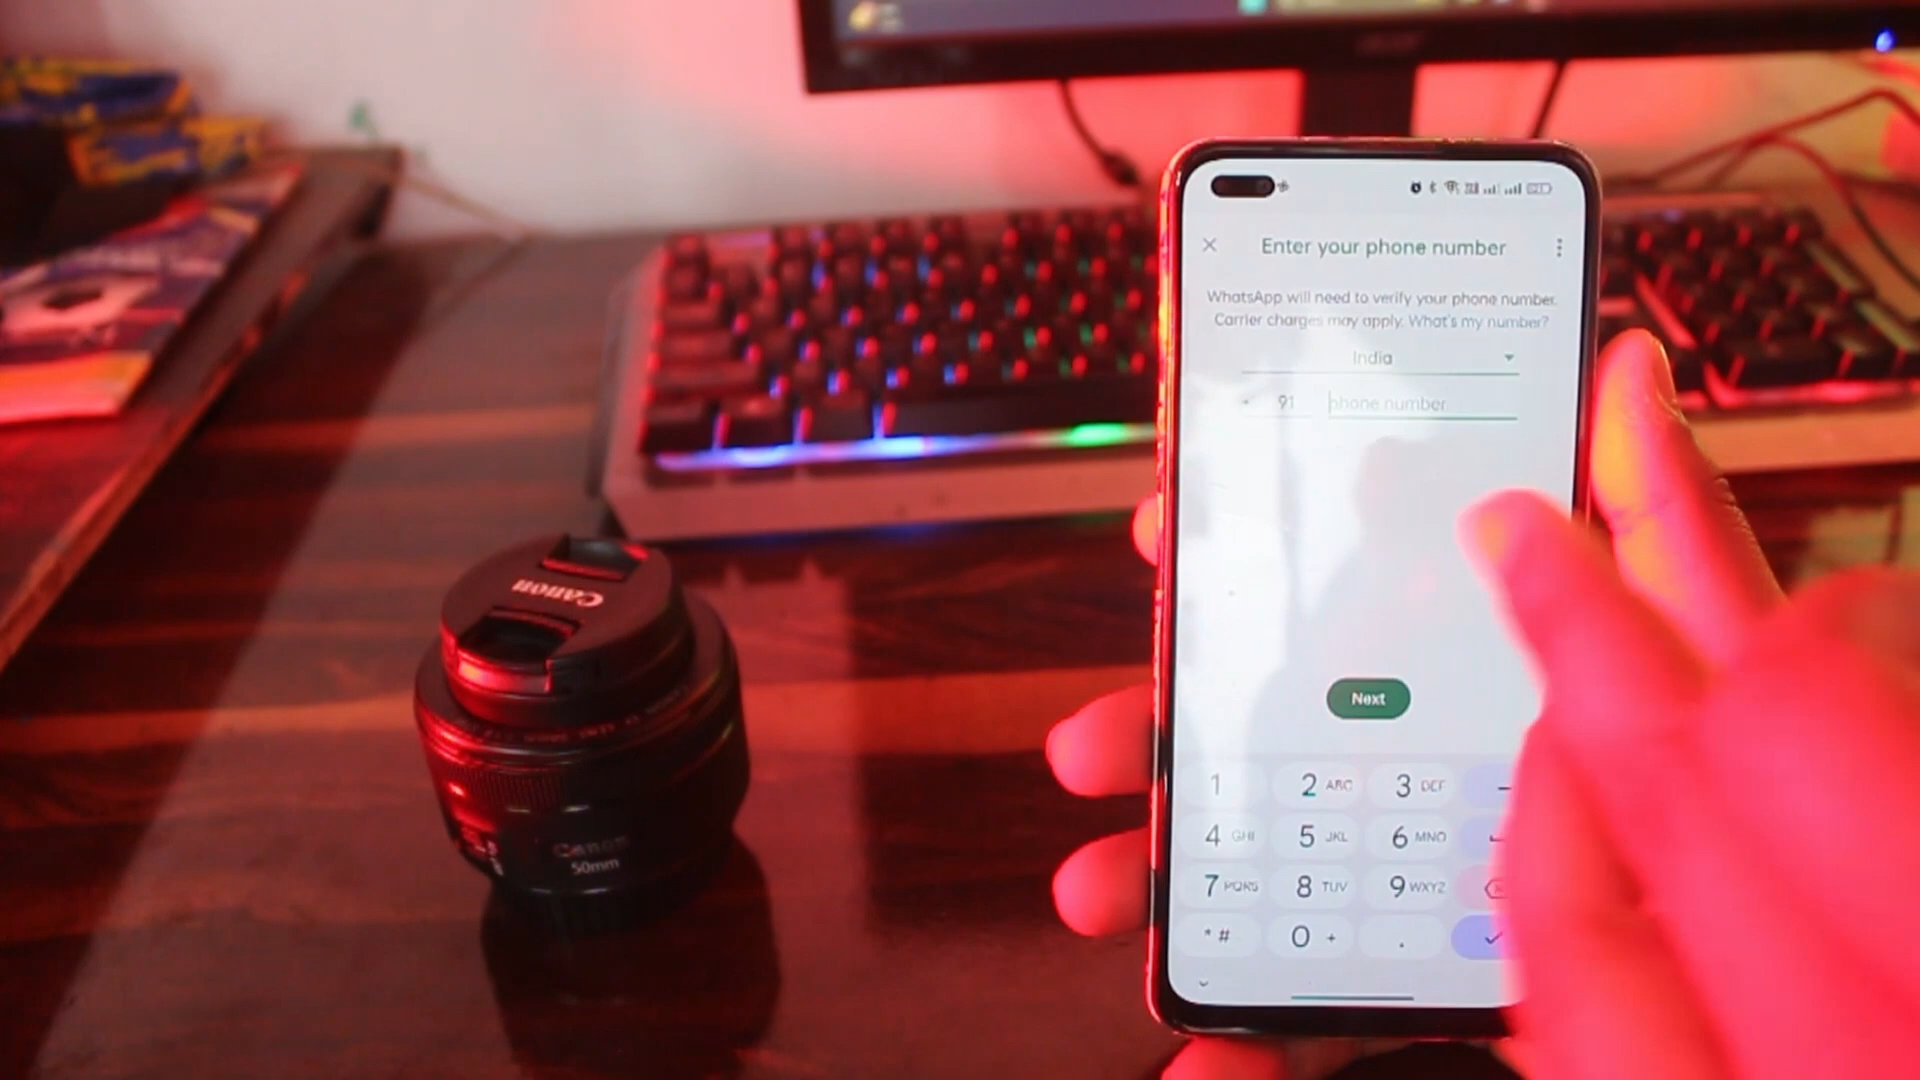 Enter your phone number
WhatsApp will need to verify your phone number.
Carrier charges may apply. What's my number?
India
91 phone number
Next
1 2 ABC 3 DEF
4 GHI 5 JKL 6 MNO
7 PQRS 8 TUV 9 WXYZ
* # 0 + .
Canon
Canon
50mm